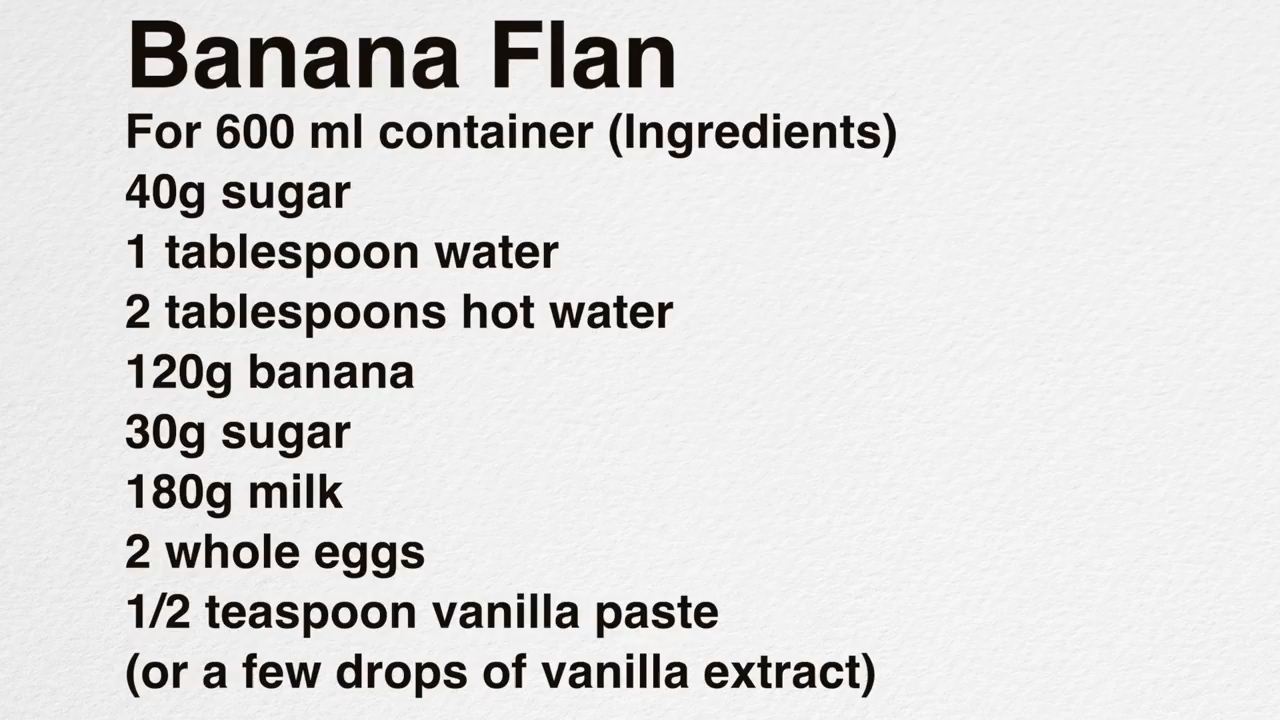 Banana Flan
For 600 ml container (Ingredients)
40g sugar
1 tablespoon water
2 tablespoons hot water
120g banana
30g sugar
180g milk
2 whole eggs
1/2 teaspoon vanilla paste
(or a few drops of vanilla extract)